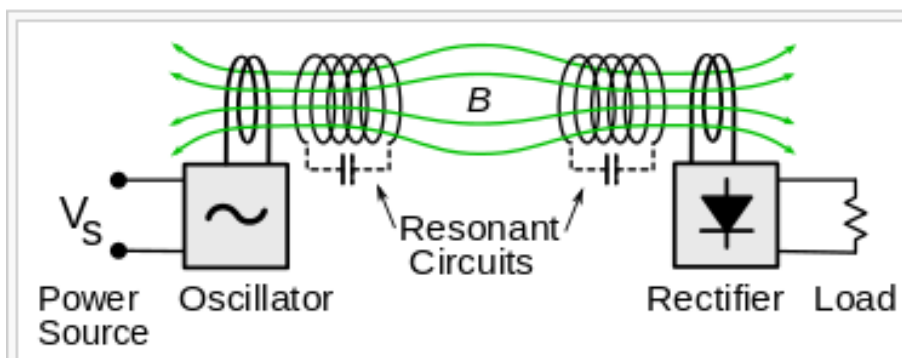 B
VS
Resonant
Circuits
Power
Source
Oscillator
Rectifier
Load